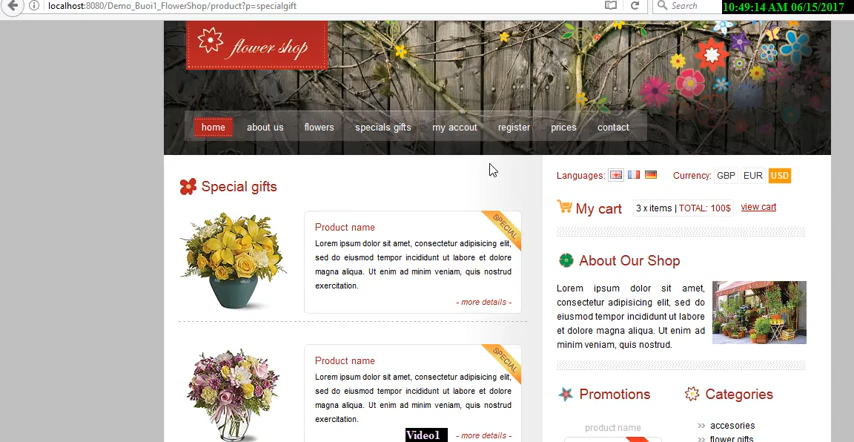 localhost:8080/Demo_Buoi1_FlowerShop/product?p=specialgift
Search
10:49:14 AM 06/15/2017
flower shop
home about us flowers specials gifts my accout register prices contact
Special gifts
Product name
SPECIAL
Lorem ipsum dolor sit amet, consectetur adipisicing elit,
sed do eiusmod tempor incididunt ut labore et dolore
magna aliqua. Ut enim ad minim veniam, quis nostrud
exercitation.
- more details -
Product name
SPECIAL
Lorem ipsum dolor sit amet, consectetur adipisicing elit,
sed do eiusmod tempor incididunt ut labore et dolore
magna aliqua. Ut enim ad minim veniam, quis nostrud
exercitation.
Video1
- more details -
Languages:
Currency: GBP EUR USD
My cart 3 x items | TOTAL: 100$ view cart
About Our Shop
Lorem ipsum dolor sit amet,
consectetur adipisicing elit, sed do
eiusmod tempor incididunt ut labore
et dolore magna aliqua. Ut enim ad
minim veniam, quis nostrud.
Promotions
product name
Categories
>> accesories
>> flower gifts